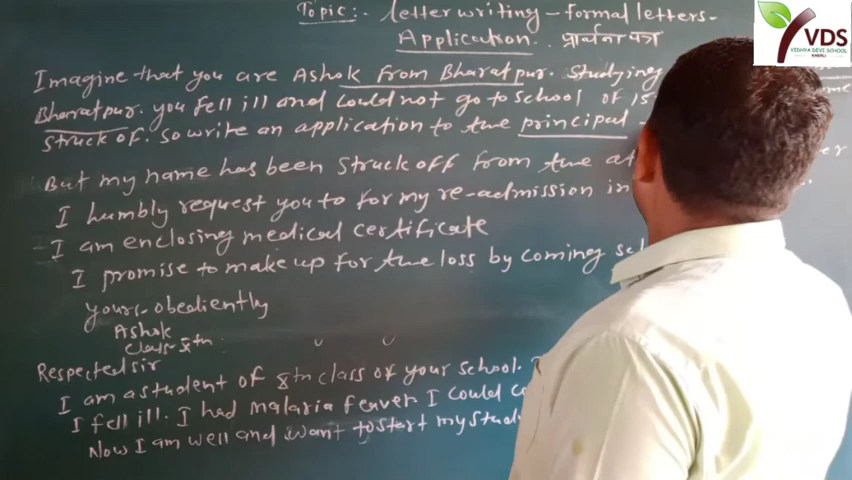 Topic:- letter writing - formal letters-
Application. प्रार्थना पत्र
VDS
VIDHYA DEVI SCHOOL
KHERLI
Imagine that you are Ashok from Bharatpur. Studying
Bharatpur. you fell ill and could not go to school of 15
struck of. so write an application to the principal
But my name has been struck off from the at
I humbly request you to for my re-admission in
I am enclosing medical certificate
I promise to make up for the loss by coming
yours-obediently
Ashok
Class-8th
Respected sir
I am a student of 8th class of your school.
I fell ill. I had malaria feaver I could
Now I am well and want to start my